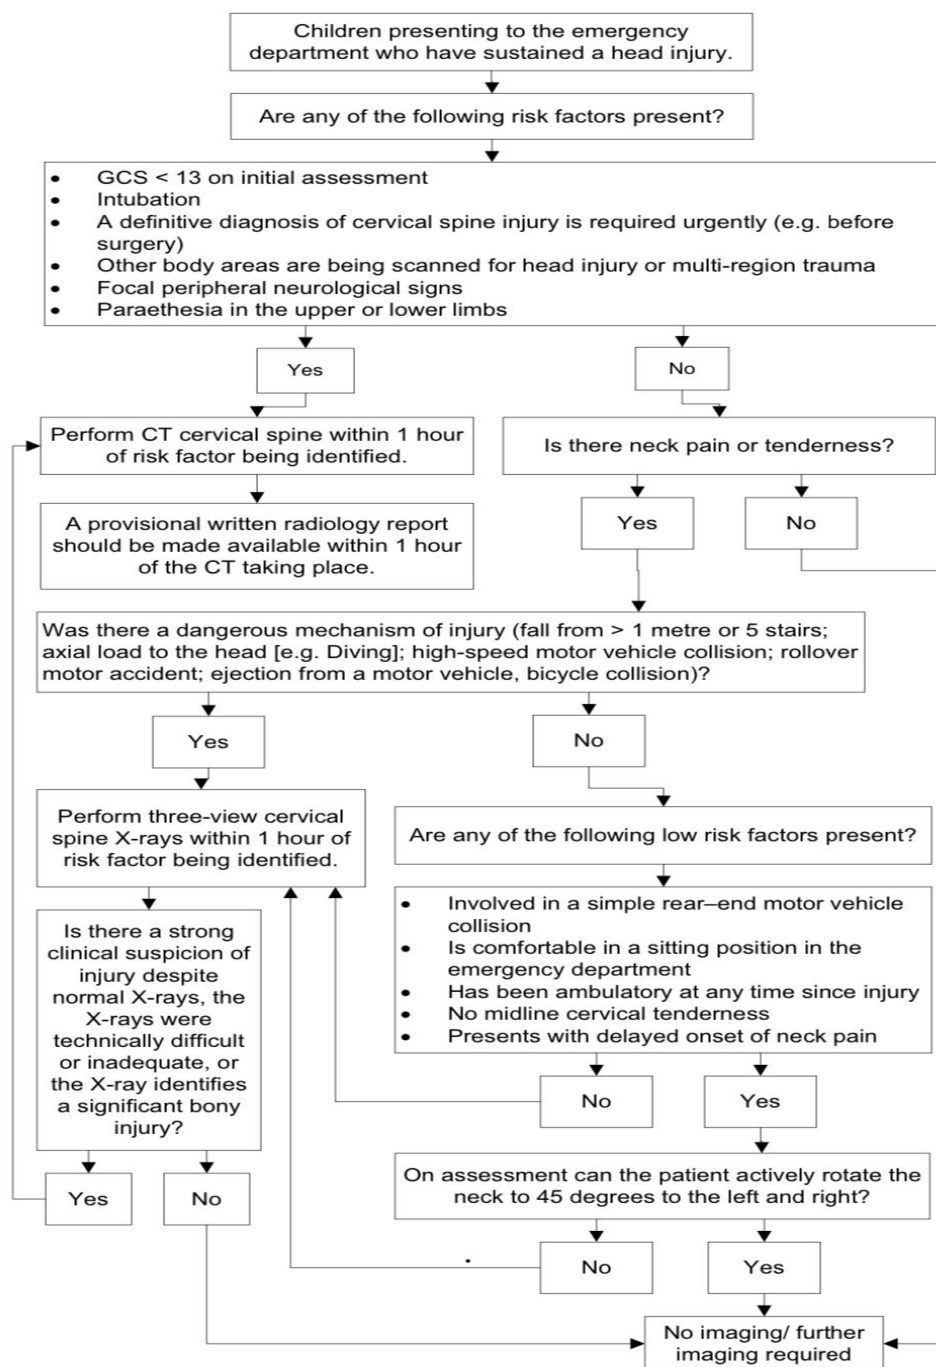 Children presenting to the emergency
department who have sustained a head injury.
Are any of the following risk factors present?
• GCS < 13 on initial assessment
• Intubation
• A definitive diagnosis of cervical spine injury is required urgently (e.g. before
surgery)
• Other body areas are being scanned for head injury or multi-region trauma
• Focal peripheral neurological signs
• Paraethesia in the upper or lower limbs
Yes
No
Perform CT cervical spine within 1 hour
of risk factor being identified.
Is there neck pain or tenderness?
A provisional written radiology report
should be made available within 1 hour
of the CT taking place.
Yes
No
Was there a dangerous mechanism of injury (fall from > 1 metre or 5 stairs;
axial load to the head [e.g. Diving]; high-speed motor vehicle collision; rollover
motor accident; ejection from a motor vehicle, bicycle collision)?
Yes
No
Perform three-view cervical
spine X-rays within 1 hour of
risk factor being identified.
Are any of the following low risk factors present?
• Involved in a simple rear–end motor vehicle
collision
• Is comfortable in a sitting position in the
emergency department
• Has been ambulatory at any time since injury
• No midline cervical tenderness
• Presents with delayed onset of neck pain
Is there a strong
clinical suspicion of
injury despite
normal X-rays, the
X-rays were
technically difficult
or inadequate, or
the X-ray identifies
a significant bony
injury?
No
Yes
Yes
No
On assessment can the patient actively rotate the
neck to 45 degrees to the left and right?
No
Yes
No imaging/ further
imaging required